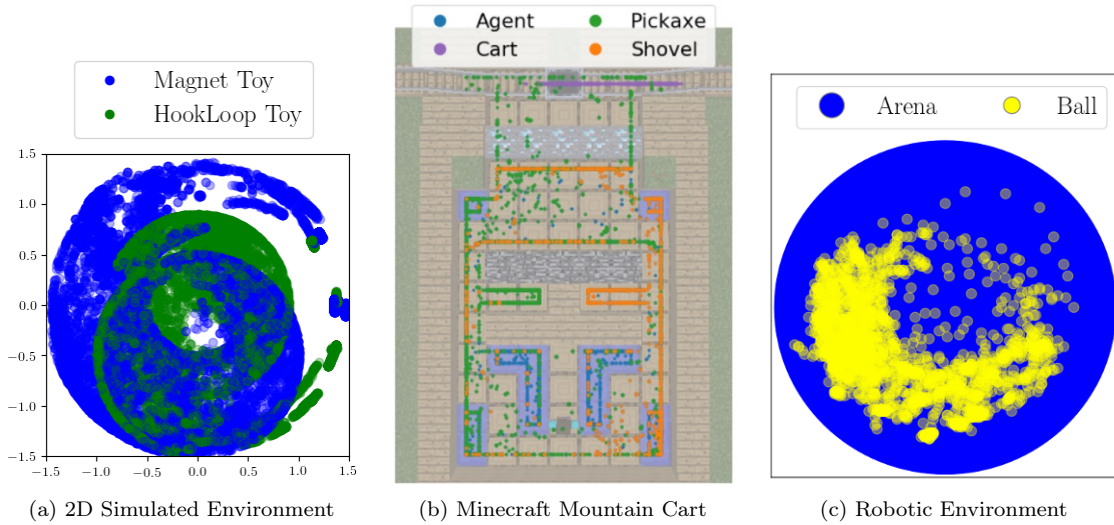 Magnet Toy
HookLoop Toy
1.5
1.0
0.5
0.0
−0.5
−1.0
−1.5
−1.5 −1.0 −0.5 0.0 0.5 1.0 1.5
(a) 2D Simulated Environment
Agent Pickaxe
Cart Shovel
(b) Minecraft Mountain Cart
Arena Ball
(c) Robotic Environment